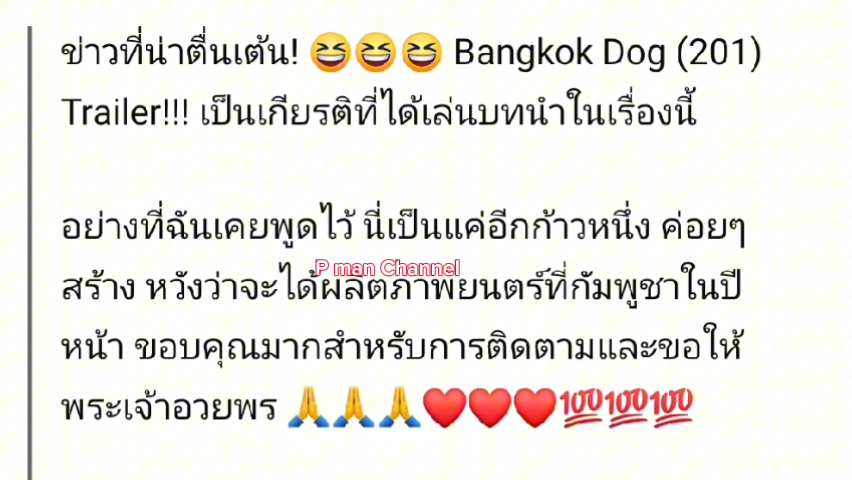 ข่าวที่น่าตื่นเต้น! 😆😆😆 Bangkok Dog (201)
Trailer!!! เป็นเกียรติที่ได้เล่นบทนำในเรื่องนี้
อย่างที่ฉันเคยพูดไว้ นี่เป็นแค่อีกก้าวหนึ่ง ค่อยๆ
P man Channel
สร้าง หวังว่าจะได้ผลิตภาพยนตร์ที่กัมพูชาในปี
หน้า ขอบคุณมากสำหรับการติดตามและขอให้
พระเจ้าอวยพร 🙏🙏🙏❤️❤️❤️💯💯💯